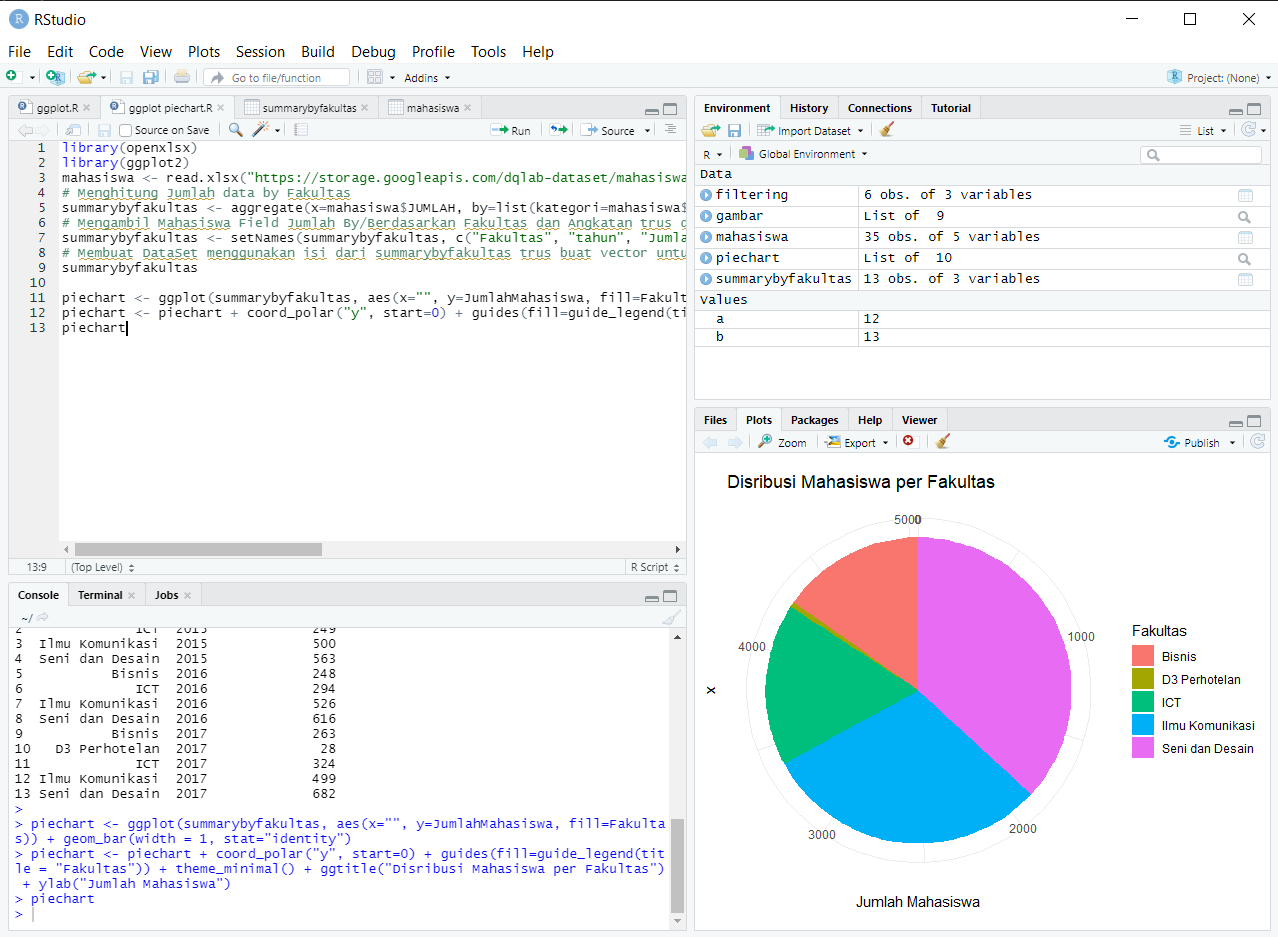 RStudio
File Edit Code View Plots Session Build Debug Profile Tools Help
Go to file/function Addins Project: (None)
ggplot.R ggplot piechart.R summarybyfakultas mahasiswa
Source on Save Run Source
1 library(openxlsx)
2 library(ggplot2)
3 mahasiswa <- read.xlsx("https://storage.googleapis.com/dqlab-dataset/mahasiswa
4 # Menghitung Jumlah data by Fakultas
5 summarybyfakultas <- aggregate(x=mahasiswa$JUMLAH, by=list(kategori=mahasiswa$
6 # Mengambil Mahasiswa Field Jumlah By/Berdasarkan Fakultas dan Angkatan trus
7 summarybyfakultas <- setNames(summarybyfakultas, c("Fakultas", "tahun", "Jumla
8 # Membuat DataSet menggunakan isi dari summarybyfakultas trus buat vector untu
9 summarybyfakultas
10
11 piechart <- ggplot(summarybyfakultas, aes(x="", y=JumlahMahasiswa, fill=Fakult
12 piechart <- piechart + coord_polar("y", start=0) + guides(fill=guide_legend(ti
13 piechart
13:9 (Top Level) R Script
Console Terminal Jobs
~/
2 ICT 2015 249
3 Ilmu Komunikasi 2015 500
4 Seni dan Desain 2015 563
5 Bisnis 2016 248
6 ICT 2016 294
7 Ilmu Komunikasi 2016 526
8 Seni dan Desain 2016 616
9 Bisnis 2017 263
10 D3 Perhotelan 2017 28
11 ICT 2017 324
12 Ilmu Komunikasi 2017 499
13 Seni dan Desain 2017 682
>
> piechart <- ggplot(summarybyfakultas, aes(x="", y=JumlahMahasiswa, fill=Fakulta
s)) + geom_bar(width = 1, stat="identity")
> piechart <- piechart + coord_polar("y", start=0) + guides(fill=guide_legend(tit
le = "Fakultas")) + theme_minimal() + ggtitle("Disribusi Mahasiswa per Fakultas")
+ ylab("Jumlah Mahasiswa")
> piechart
>
Environment History Connections Tutorial
Import Dataset List
R Global Environment
Data
filtering 6 obs. of 3 variables
gambar List of 9
mahasiswa 35 obs. of 5 variables
piechart List of 10
summarybyfakultas 13 obs. of 3 variables
Values
a 12
b 13
Files Plots Packages Help Viewer
Zoom Export Publish
Disribusi Mahasiswa per Fakultas
5000 0
1000
4000
3000
2000
x
Jumlah Mahasiswa
Fakultas
Bisnis
D3 Perhotelan
ICT
Ilmu Komunikasi
Seni dan Desain